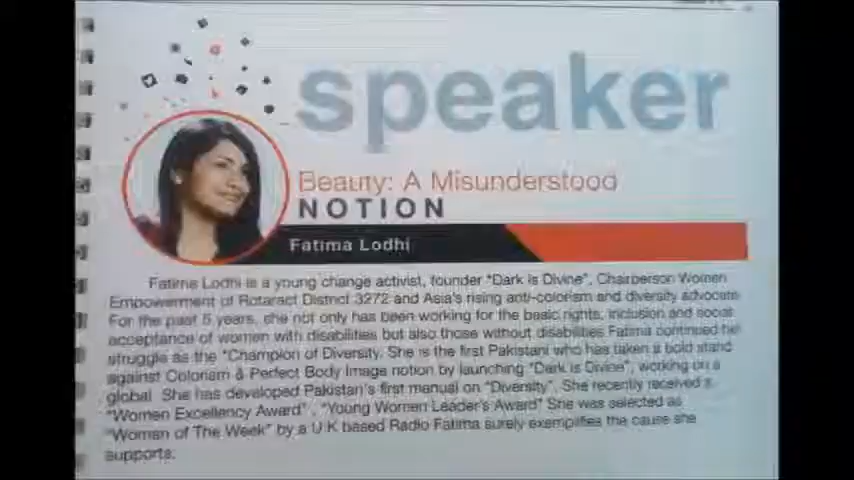 speaker
Beauty: A Misunderstood
NOTION
Fatima Lodhi
Fatima Lodhi is a young change activist, founder "Dark is Divine", Chairperson Women
Empowerment of Rotaract District 3272 and Asia's rising anti-colorism and diversity advocate
For the past 5 years, she not only has been working for the basic rights, inclusion and social
acceptance of women with disabilities but also those without disabilities Fatima continued he
struggle as the "Champion of Diversity. She is the first Pakistani who has taken a bold stand
against Colorism & Perfect Body Image notion by launching "Dark is Divine", working on a
global She has developed Pakistan's first manual on "Diversity". She recently received
"Women Excellency Award" , "Young Women Leader's Award" She was selected as
"Women of The Week" by a U.K based Radio Fatima surely exemplifies the cause she
supports.